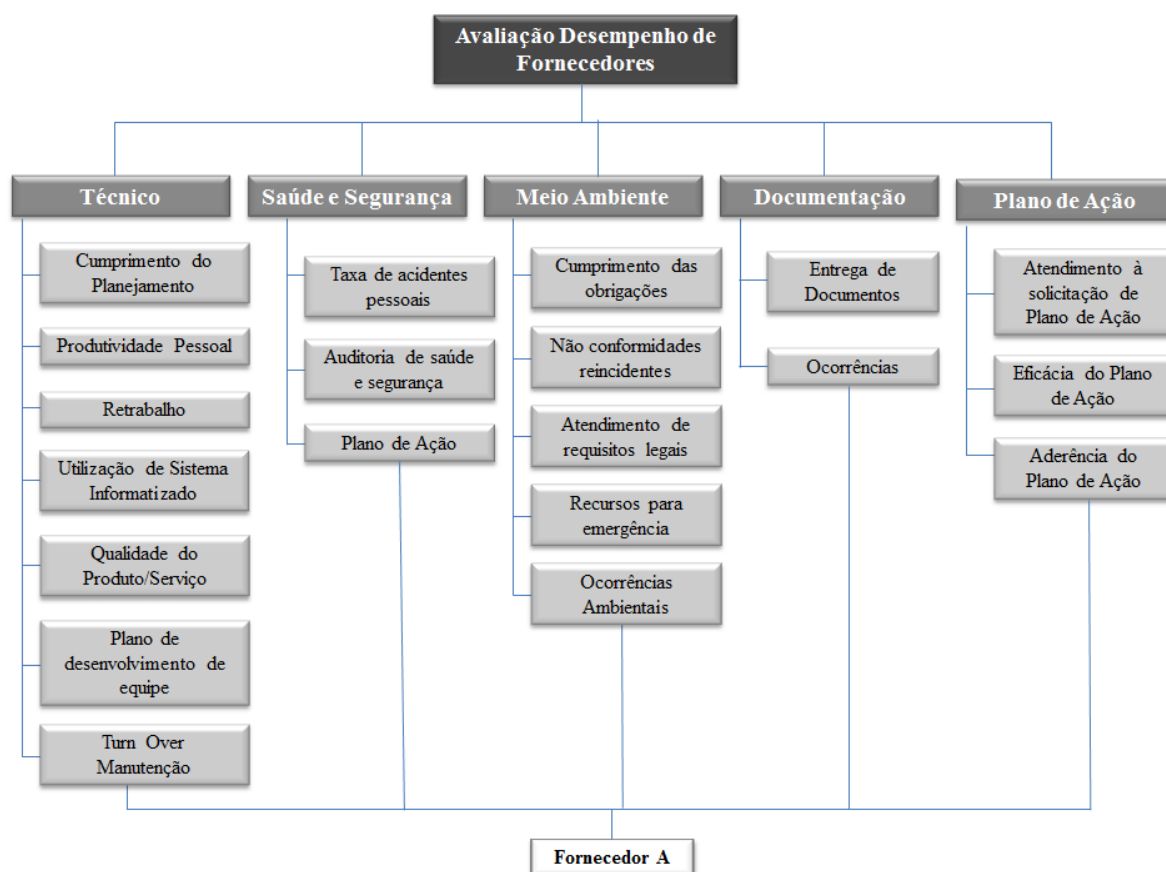 Avaliação Desempenho de
Fornecedores
Técnico
Cumprimento do
Planejamento
Produtividade Pessoal
Retrabalho
Utilização de Sistema
Informatizado
Qualidade do
Produto/Serviço
Plano de
desenvolvimento de
equipe
Turn Over
Manutenção
Saúde e Segurança
Taxa de acidentes
pessoais
Auditoria de saúde
e segurança
Plano de Ação
Meio Ambiente
Cumprimento das
obrigações
Não conformidades
reincidentes
Atendimento de
requisitos legais
Recursos para
emergência
Ocorrências
Ambientais
Documentação
Entrega de
Documentos
Ocorrências
Plano de Ação
Atendimento à
solicitação de
Plano de Ação
Eficácia do Plano
de Ação
Aderência do
Plano de Ação
Fornecedor A